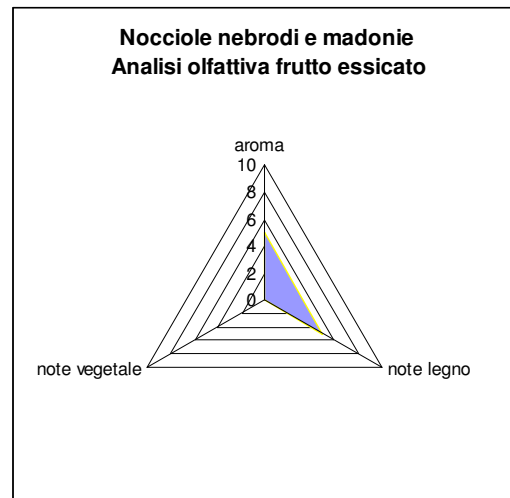 Nocciole nebrodi e madonie
Analisi olfattiva frutto essicato
aroma
10
8
6
4
2
0
note vegetale
note legno